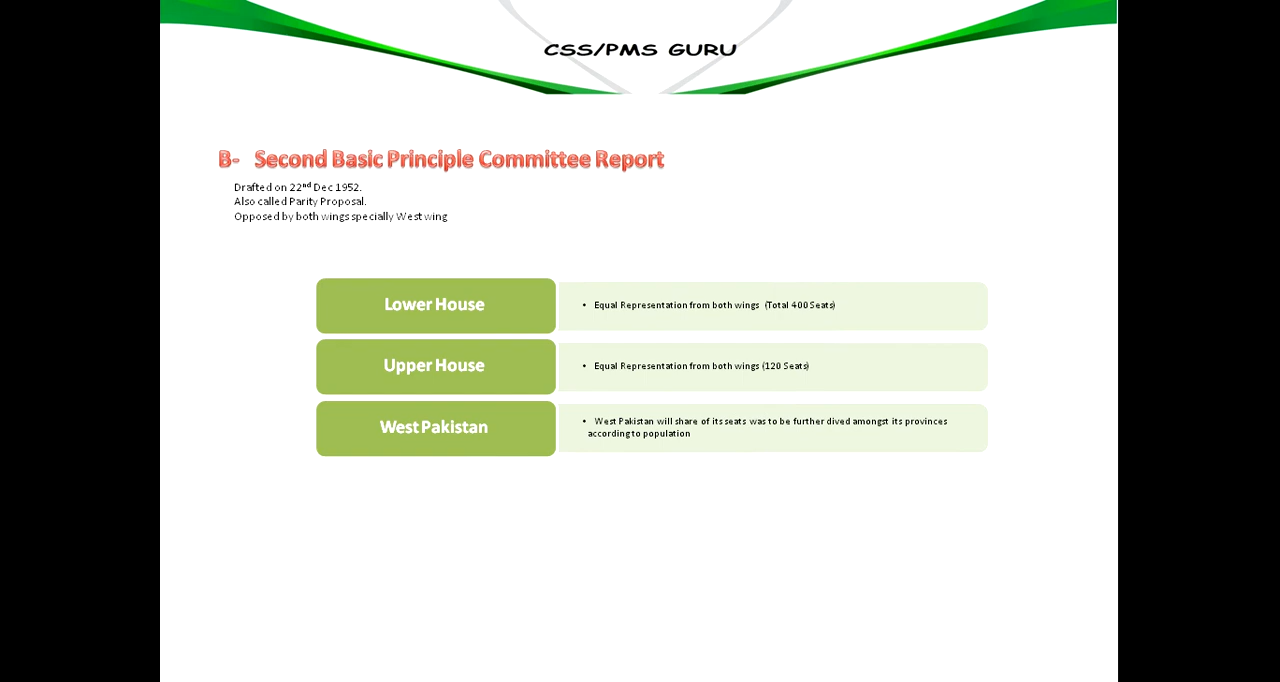 CSS/PMS GURU
B- Second Basic Principle Committee Report
Drafted on 22nd Dec 1952.
Also called Parity Proposal.
Opposed by both wings specially West wing
Lower House
• Equal Representation from both wings (Total 400 Seats)
Upper House
• Equal Representation from both wings (120 Seats)
West Pakistan
• West Pakistan will share of its seats was to be further dived amongst its provinces
according to population